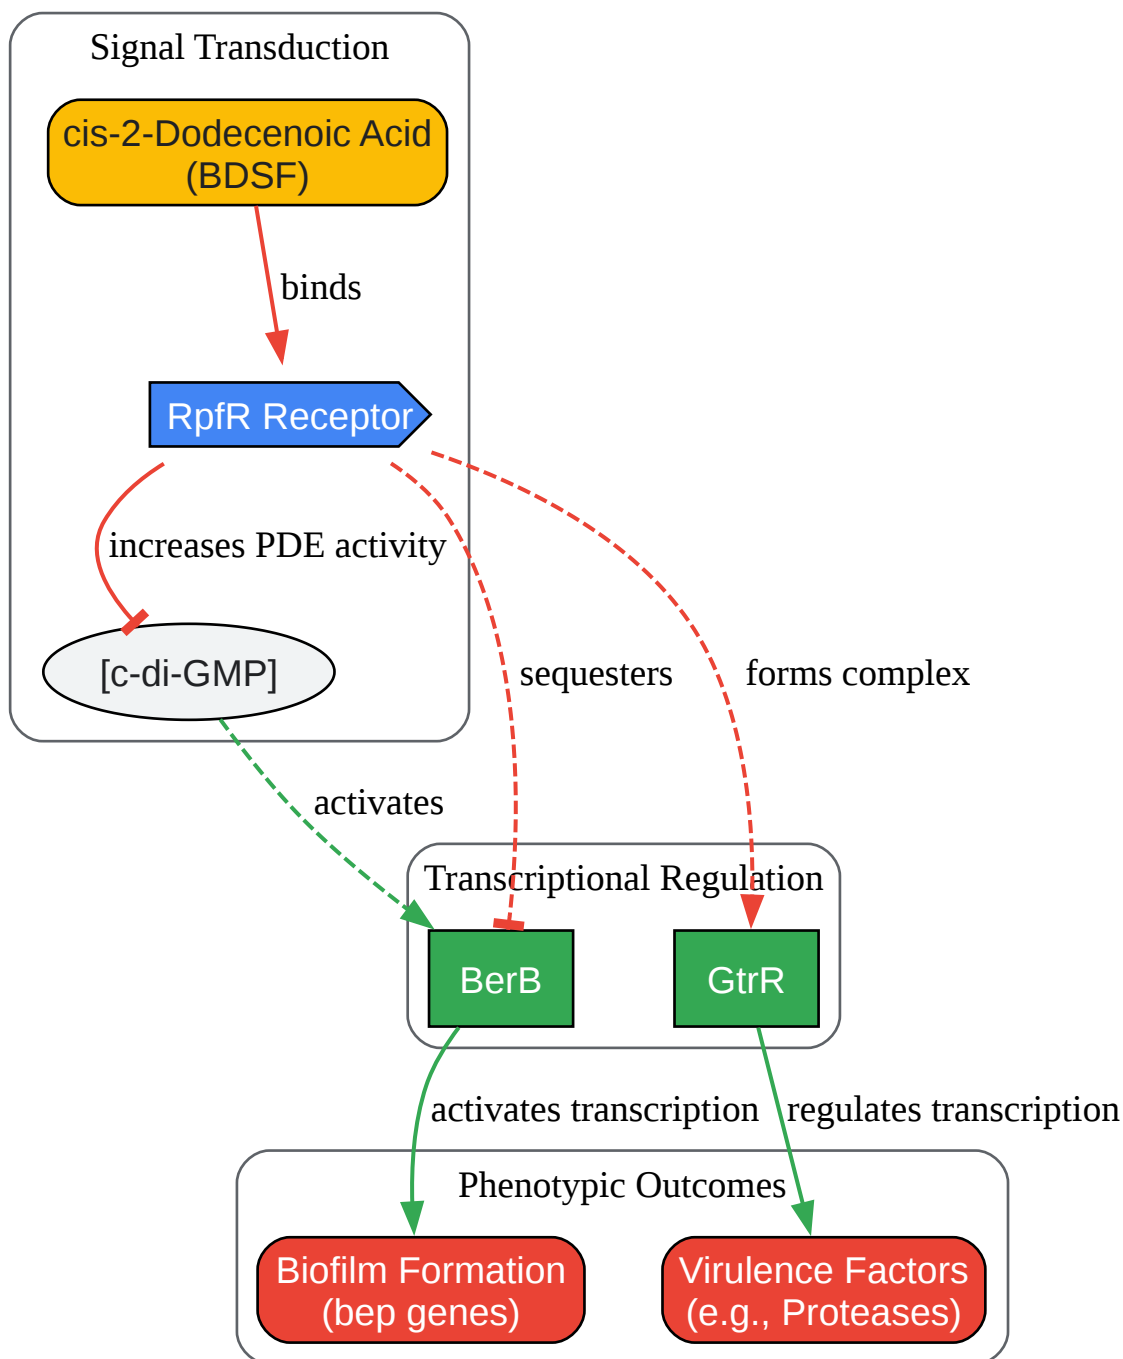 Signal Transduction
cis-2-Dodecenoic Acid
(BDSF)
binds
RpfR Receptor
increases PDE activity
[c-di-GMP]
sequesters
forms complex
activates
Transcriptional Regulation
BerB
GtrR
activates transcription
regulates transcription
Phenotypic Outcomes
Biofilm Formation
(bep genes)
Virulence Factors
(e.g., Proteases)